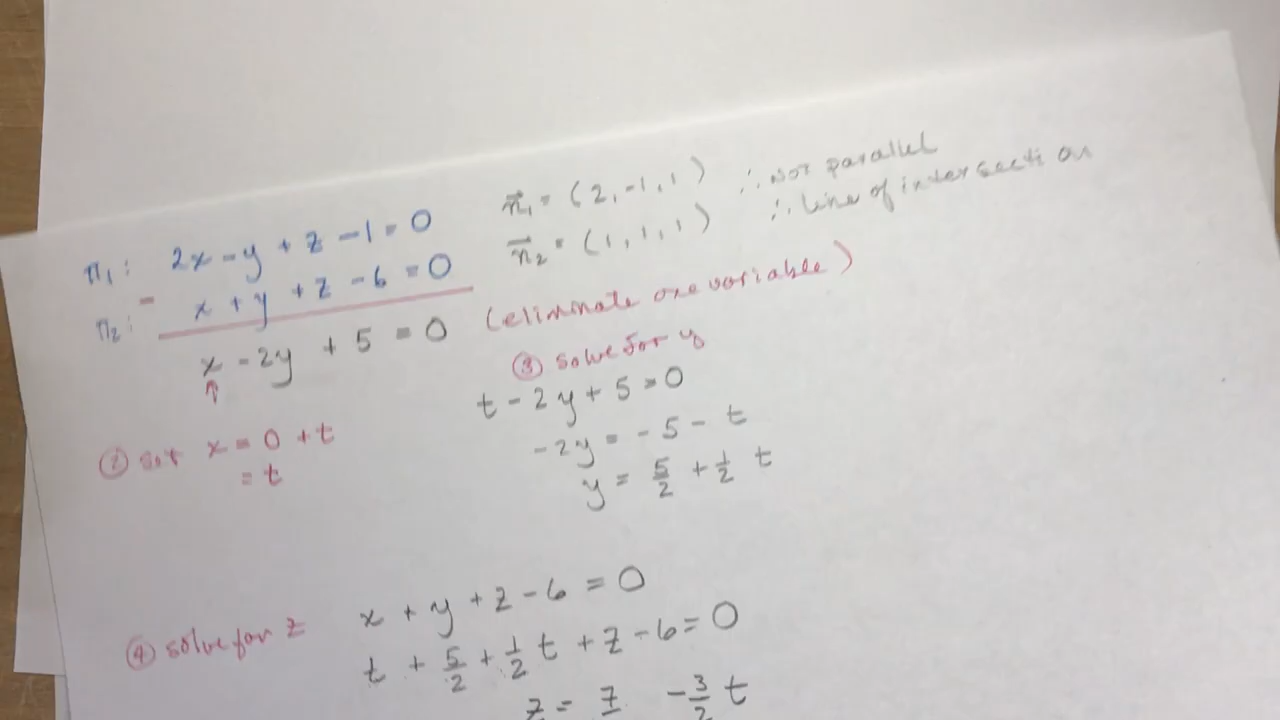 π₁: 2x - y + z - 1 = 0
π₂: - x + y + z - 6 = 0
x - 2y + 5 = 0 (eliminate one variable)
↑
n⃗₁ = (2, -1, 1) ∴ Not parallel
n⃗₂ = (1, 1, 1) ∴ line of intersection
② set x = 0 + t
= t
③ solve for y
t - 2y + 5 = 0
-2y = -5 - t
y = 5/2 + 1/2 t
④ solve for z
x + y + z - 6 = 0
t + 5/2 + 1/2 t + z - 6 = 0
z = 7 - 3/2 t